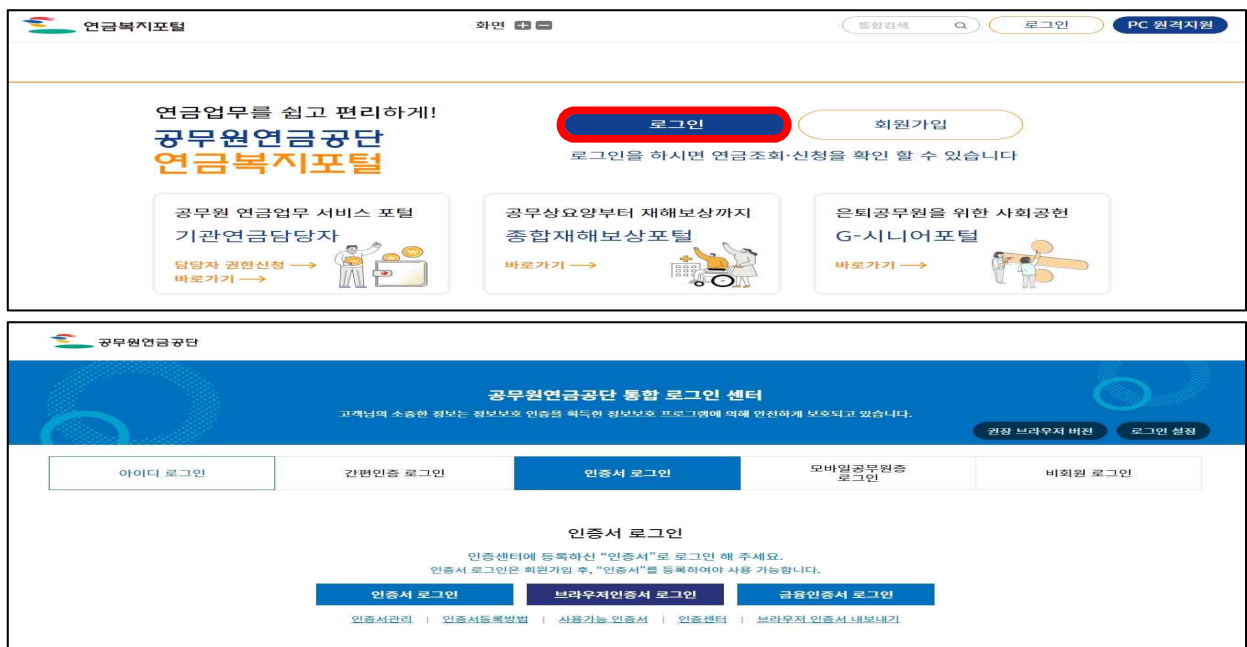 연금복지포털
화면 + -
통합검색
로그인
PC 원격지원
연금업무를 쉽고 편리하게!
공무원연금공단
연금복지포털
로그인
회원가입
로그인을 하시면 연금조회·신청을 확인 할 수 있습니다
공무원 연금업무 서비스 포털
기관연금담당자
담당자 권한신청 →
바로가기 →
공무상요양부터 재해보상까지
종합재해보상포털
바로가기 →
은퇴공무원을 위한 사회공헌
G-시니어포털
바로가기 →
공무원연금공단
공무원연금공단 통합 로그인 센터
고객님의 소중한 정보는 정보보호 인증을 획득한 정보보호 프로그램에 의해 안전하게 보호되고 있습니다.
권장 브라우저 버전
로그인 설정
아이디 로그인
간편인증 로그인
인증서 로그인
모바일공무원증
로그인
비회원 로그인
인증서 로그인
인증센터에 등록하신 “인증서”로 로그인 해 주세요.
인증서 로그인은 회원가입 후, “인증서”를 등록하여야 사용 가능합니다.
인증서 로그인
브라우저인증서 로그인
금융인증서 로그인
인증서관리 | 인증서등록방법 | 사용가능 인증서 | 인증센터 | 브라우저 인증서 내보내기